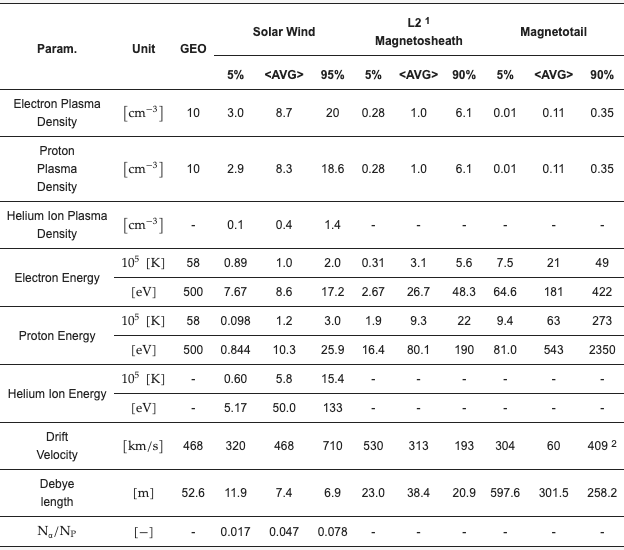 Param. Unit GEO Solar Wind L2 1 Magnetosheath Magnetotail
5% <AVG> 95% 5% <AVG> 90% 5% <AVG> 90%
Electron Plasma Density [cm−3] 10 3.0 8.7 20 0.28 1.0 6.1 0.01 0.11 0.35
Proton Plasma Density [cm−3] 10 2.9 8.3 18.6 0.28 1.0 6.1 0.01 0.11 0.35
Helium Ion Plasma Density [cm−3] - 0.1 0.4 1.4 - - - - - -
Electron Energy 10^5 [K] 58 0.89 1.0 2.0 0.31 3.1 5.6 7.5 21 49
[eV] 500 7.67 8.6 17.2 2.67 26.7 48.3 64.6 181 422
Proton Energy 10^5 [K] 58 0.098 1.2 3.0 1.9 9.3 22 9.4 63 273
[eV] 500 0.844 10.3 25.9 16.4 80.1 190 81.0 543 2350
Helium Ion Energy 10^5 [K] - 0.60 5.8 15.4 - - - - - -
[eV] - 5.17 50.0 133 - - - - - -
Drift Velocity [km/s] 468 320 468 710 530 313 193 304 60 409 2
Debye length [m] 52.6 11.9 7.4 6.9 23.0 38.4 20.9 597.6 301.5 258.2
Nα/NP [−] - 0.017 0.047 0.078 - - - - - -